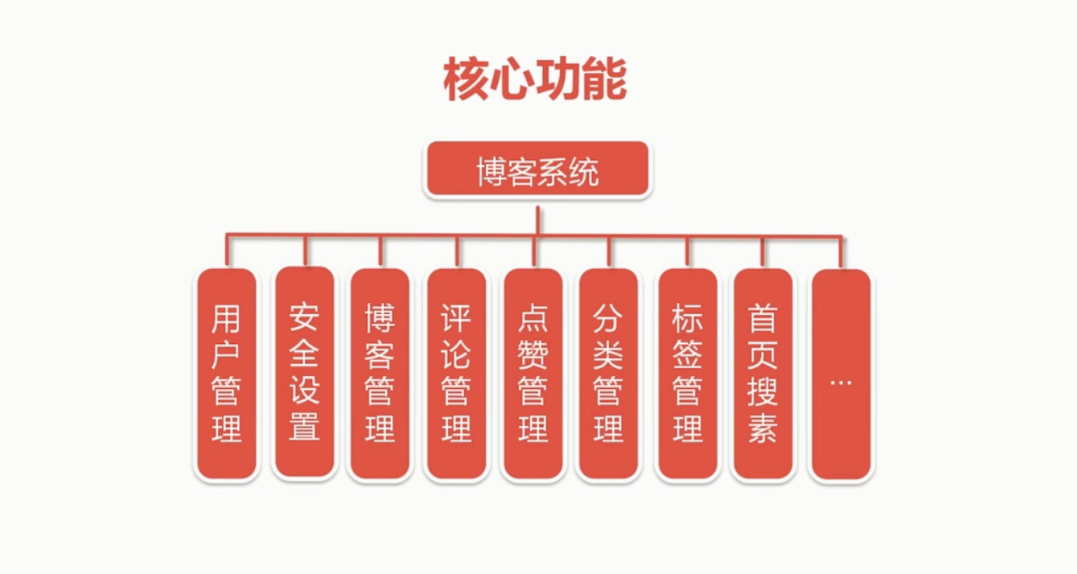 核心功能
博客系统
用户管理
安全设置
博客管理
评论管理
点赞管理
分类管理
标签管理
首页搜素
...